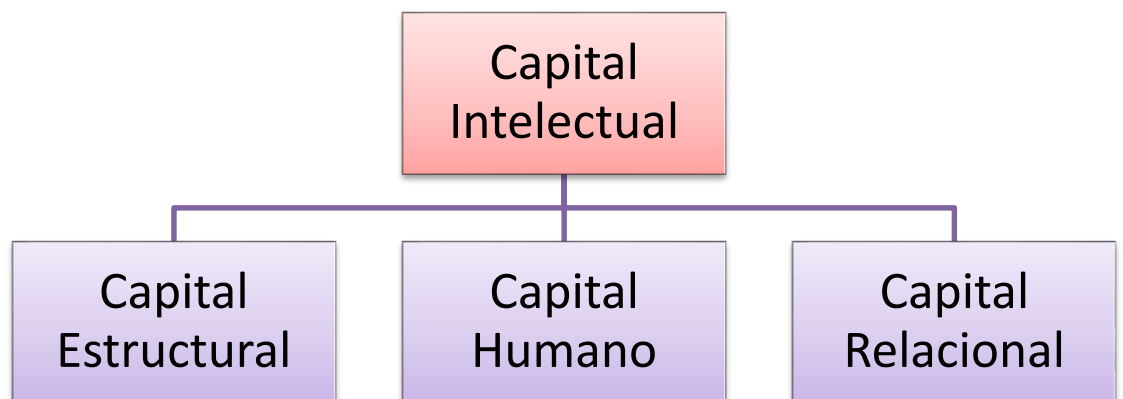 Capital
Intelectual
Capital
Estructural
Capital
Humano
Capital
Relacional